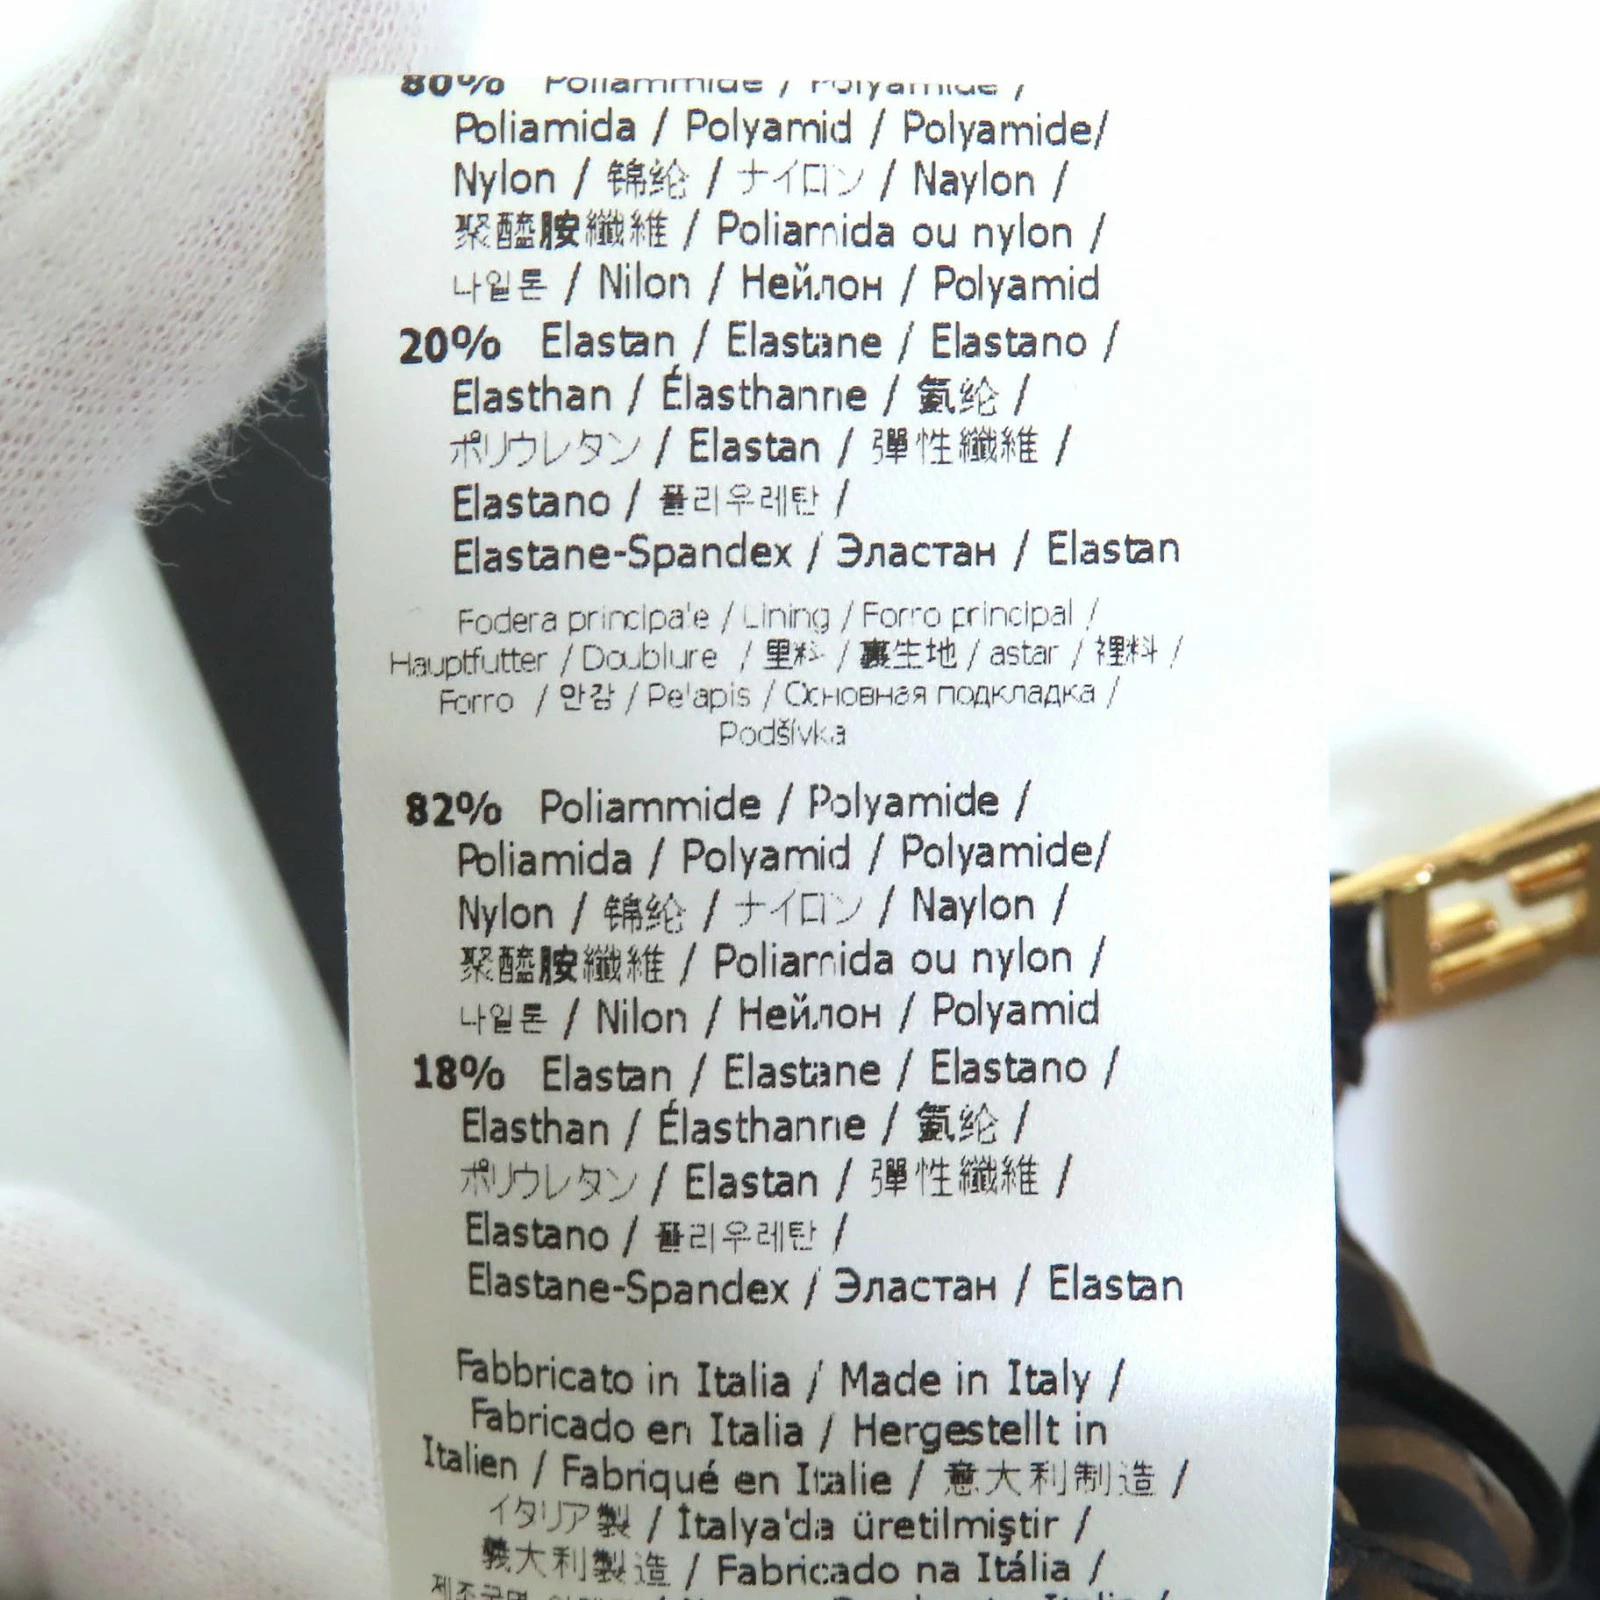 80% Poliammide / Polyamide /
Poliamida / Polyamid / Polyamide/
Nylon / 锦纶 / ナイロン / Naylon /
聚醯胺纖維 / Poliamida ou nylon /
나일론 / Nilon / Нейлон / Polyamid
20% Elastan / Elastane / Elastano /
Elasthan / Élasthanne / 氨纶 /
ポリウレタン / Elastan / 彈性纖維 /
Elastano / 폴리우레탄 /
Elastane-Spandex / Эластан / Elastan
Fodera principale / Lining / Forro principal /
Hauptfutter / Doublure / 里料 / 裏生地 / astar / 裡料 /
Forro / 안감 / Pelapis / Основная подкладка /
Podšívka
82% Poliammide / Polyamide /
Poliamida / Polyamid / Polyamide/
Nylon / 锦纶 / ナイロン / Naylon /
聚醯胺纖維 / Poliamida ou nylon /
나일론 / Nilon / Нейлон / Polyamid
18% Elastan / Elastane / Elastano /
Elasthan / Élasthanne / 氨纶 /
ポリウレタン / Elastan / 彈性纖維 /
Elastano / 폴리우레탄 /
Elastane-Spandex / Эластан / Elastan
Fabbricato in Italia / Made in Italy /
Fabricado en Italia / Hergestellt in
Italien / Fabriqué en Italie / 意大利制造 /
イタリア製 / İtalya'da üretilmiştir /
義大利製造 / Fabricado na Itália /